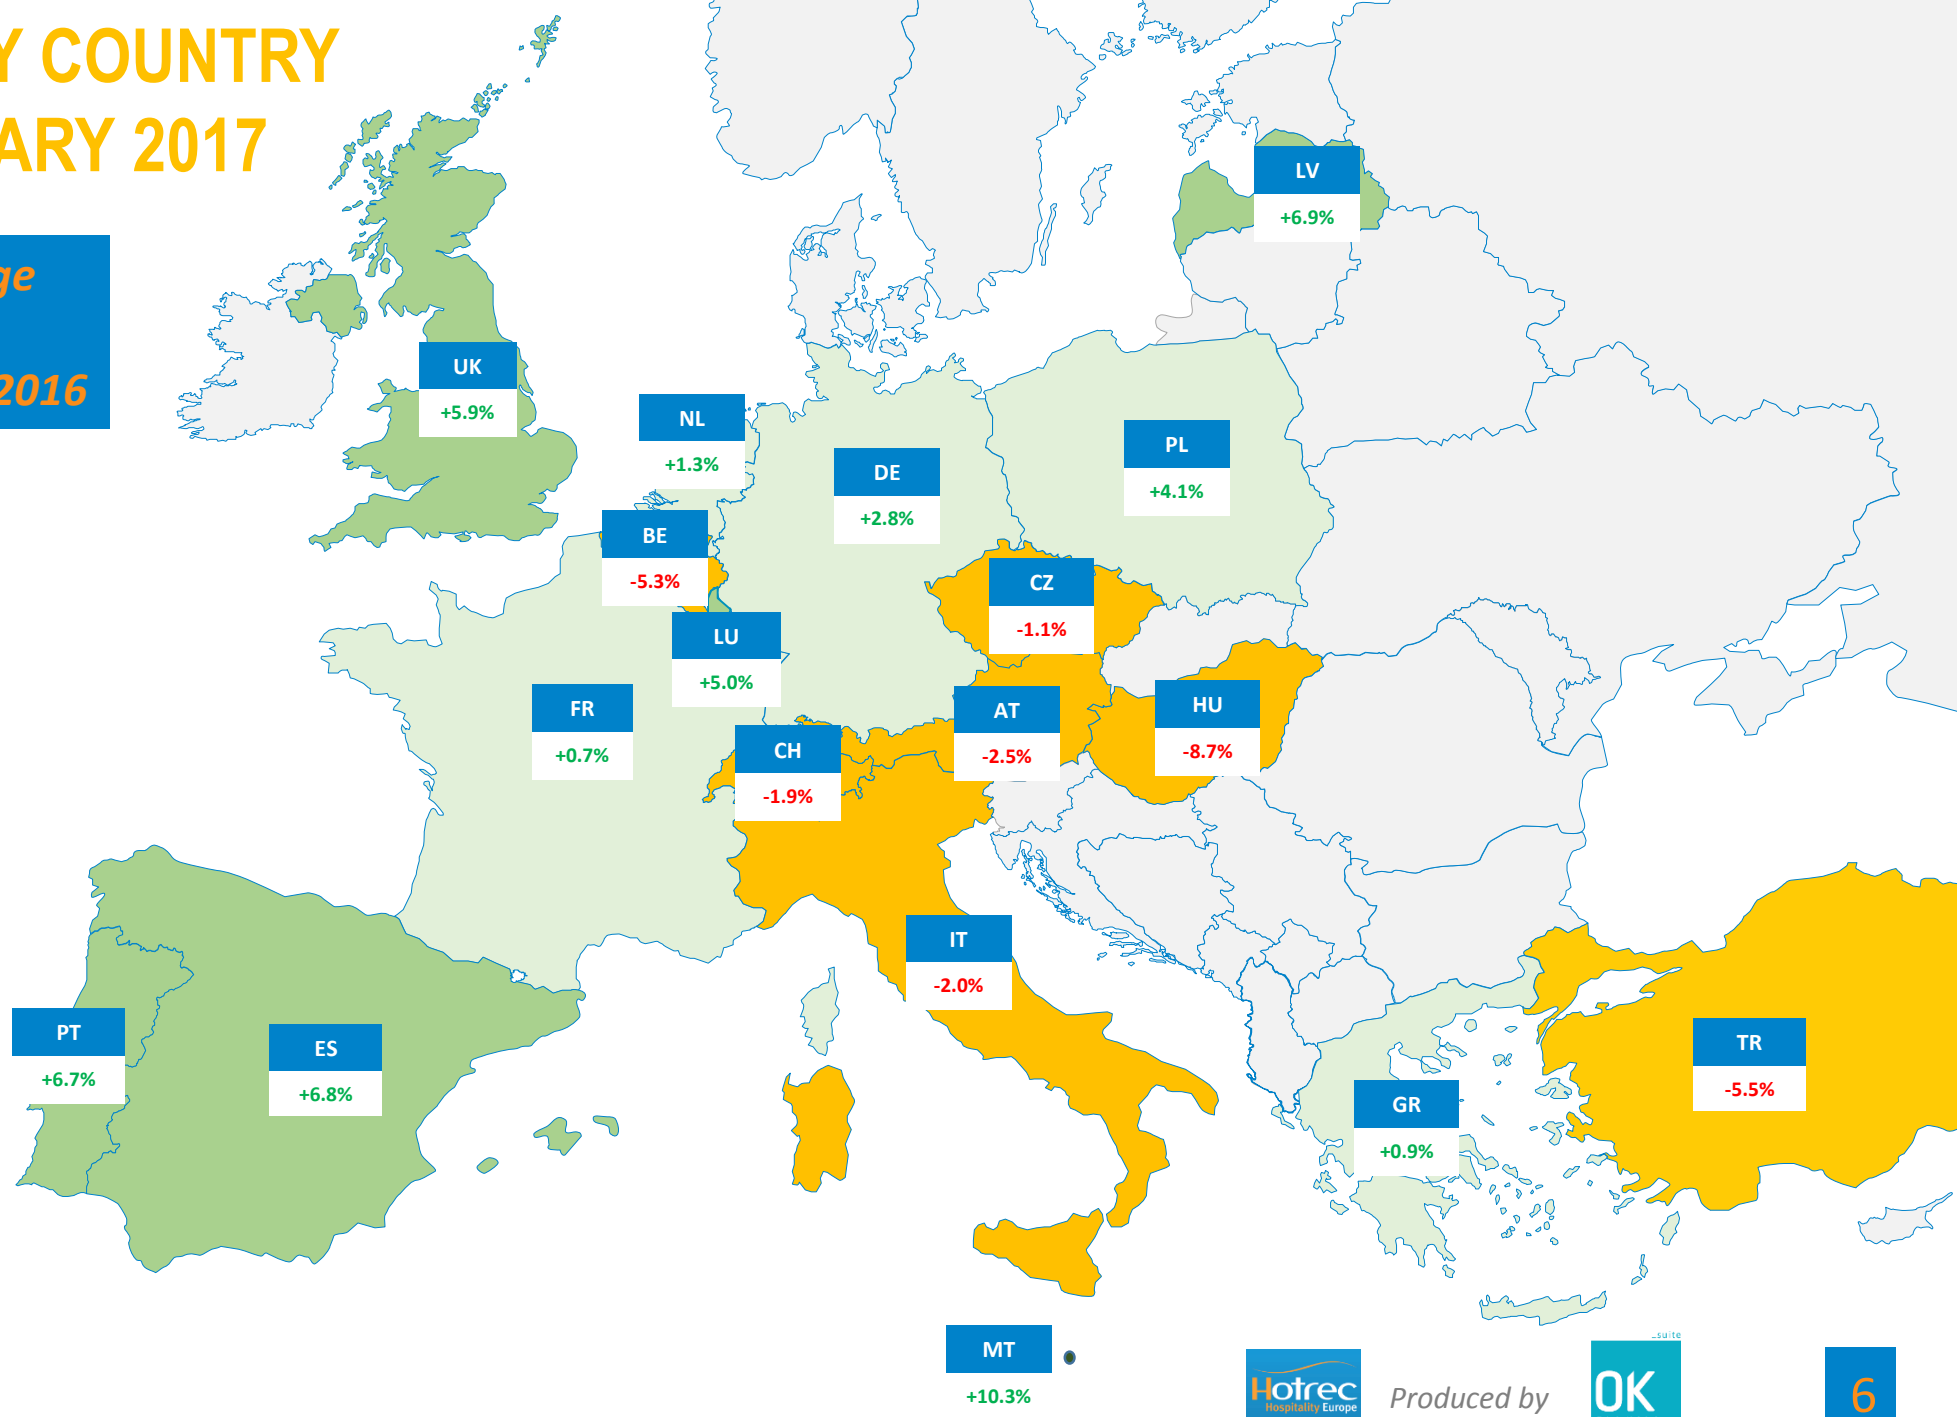 Y COUNTRY
ARY 2017
ge
2016
LV
+6.9%
UK
+5.9%
NL
+1.3%
PL
+4.1%
DE
+2.8%
BE
-5.3%
CZ
-1.1%
LU
+5.0%
FR
+0.7%
AT
-2.5%
HU
-8.7%
CH
-1.9%
IT
-2.0%
PT
+6.7%
ES
+6.8%
TR
-5.5%
GR
+0.9%
MT
+10.3%
Hotrec
Hospitality Europe
Produced by
_suite
OK
6